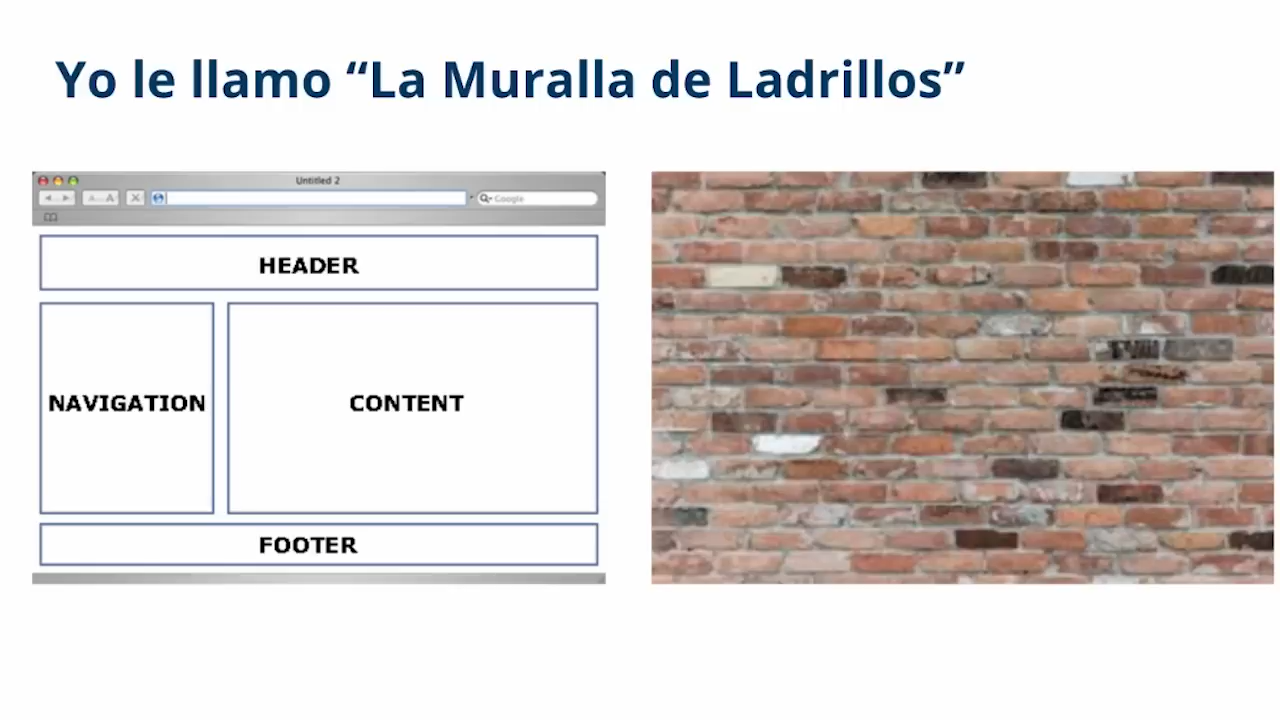 Yo le llamo “La Muralla de Ladrillos”
Untitled 2
A A
Google
HEADER
NAVIGATION
CONTENT
FOOTER